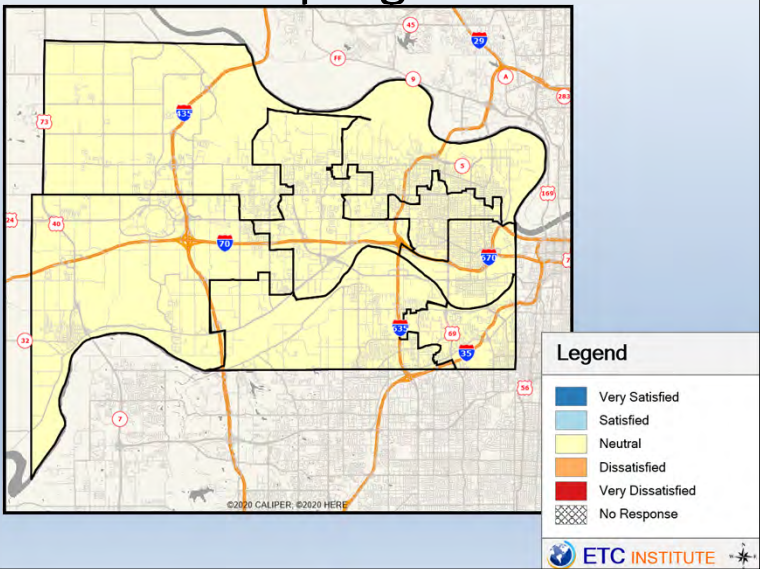 45
29
FF
9
A
283
435
73
5
169
24
40
70
670
7
635
69
32
35
56
7
©2020 CALIPER; ©2020 HERE
Legend
Very Satisfied
Satisfied
Neutral
Dissatisfied
Very Dissatisfied
No Response
ETC INSTITUTE